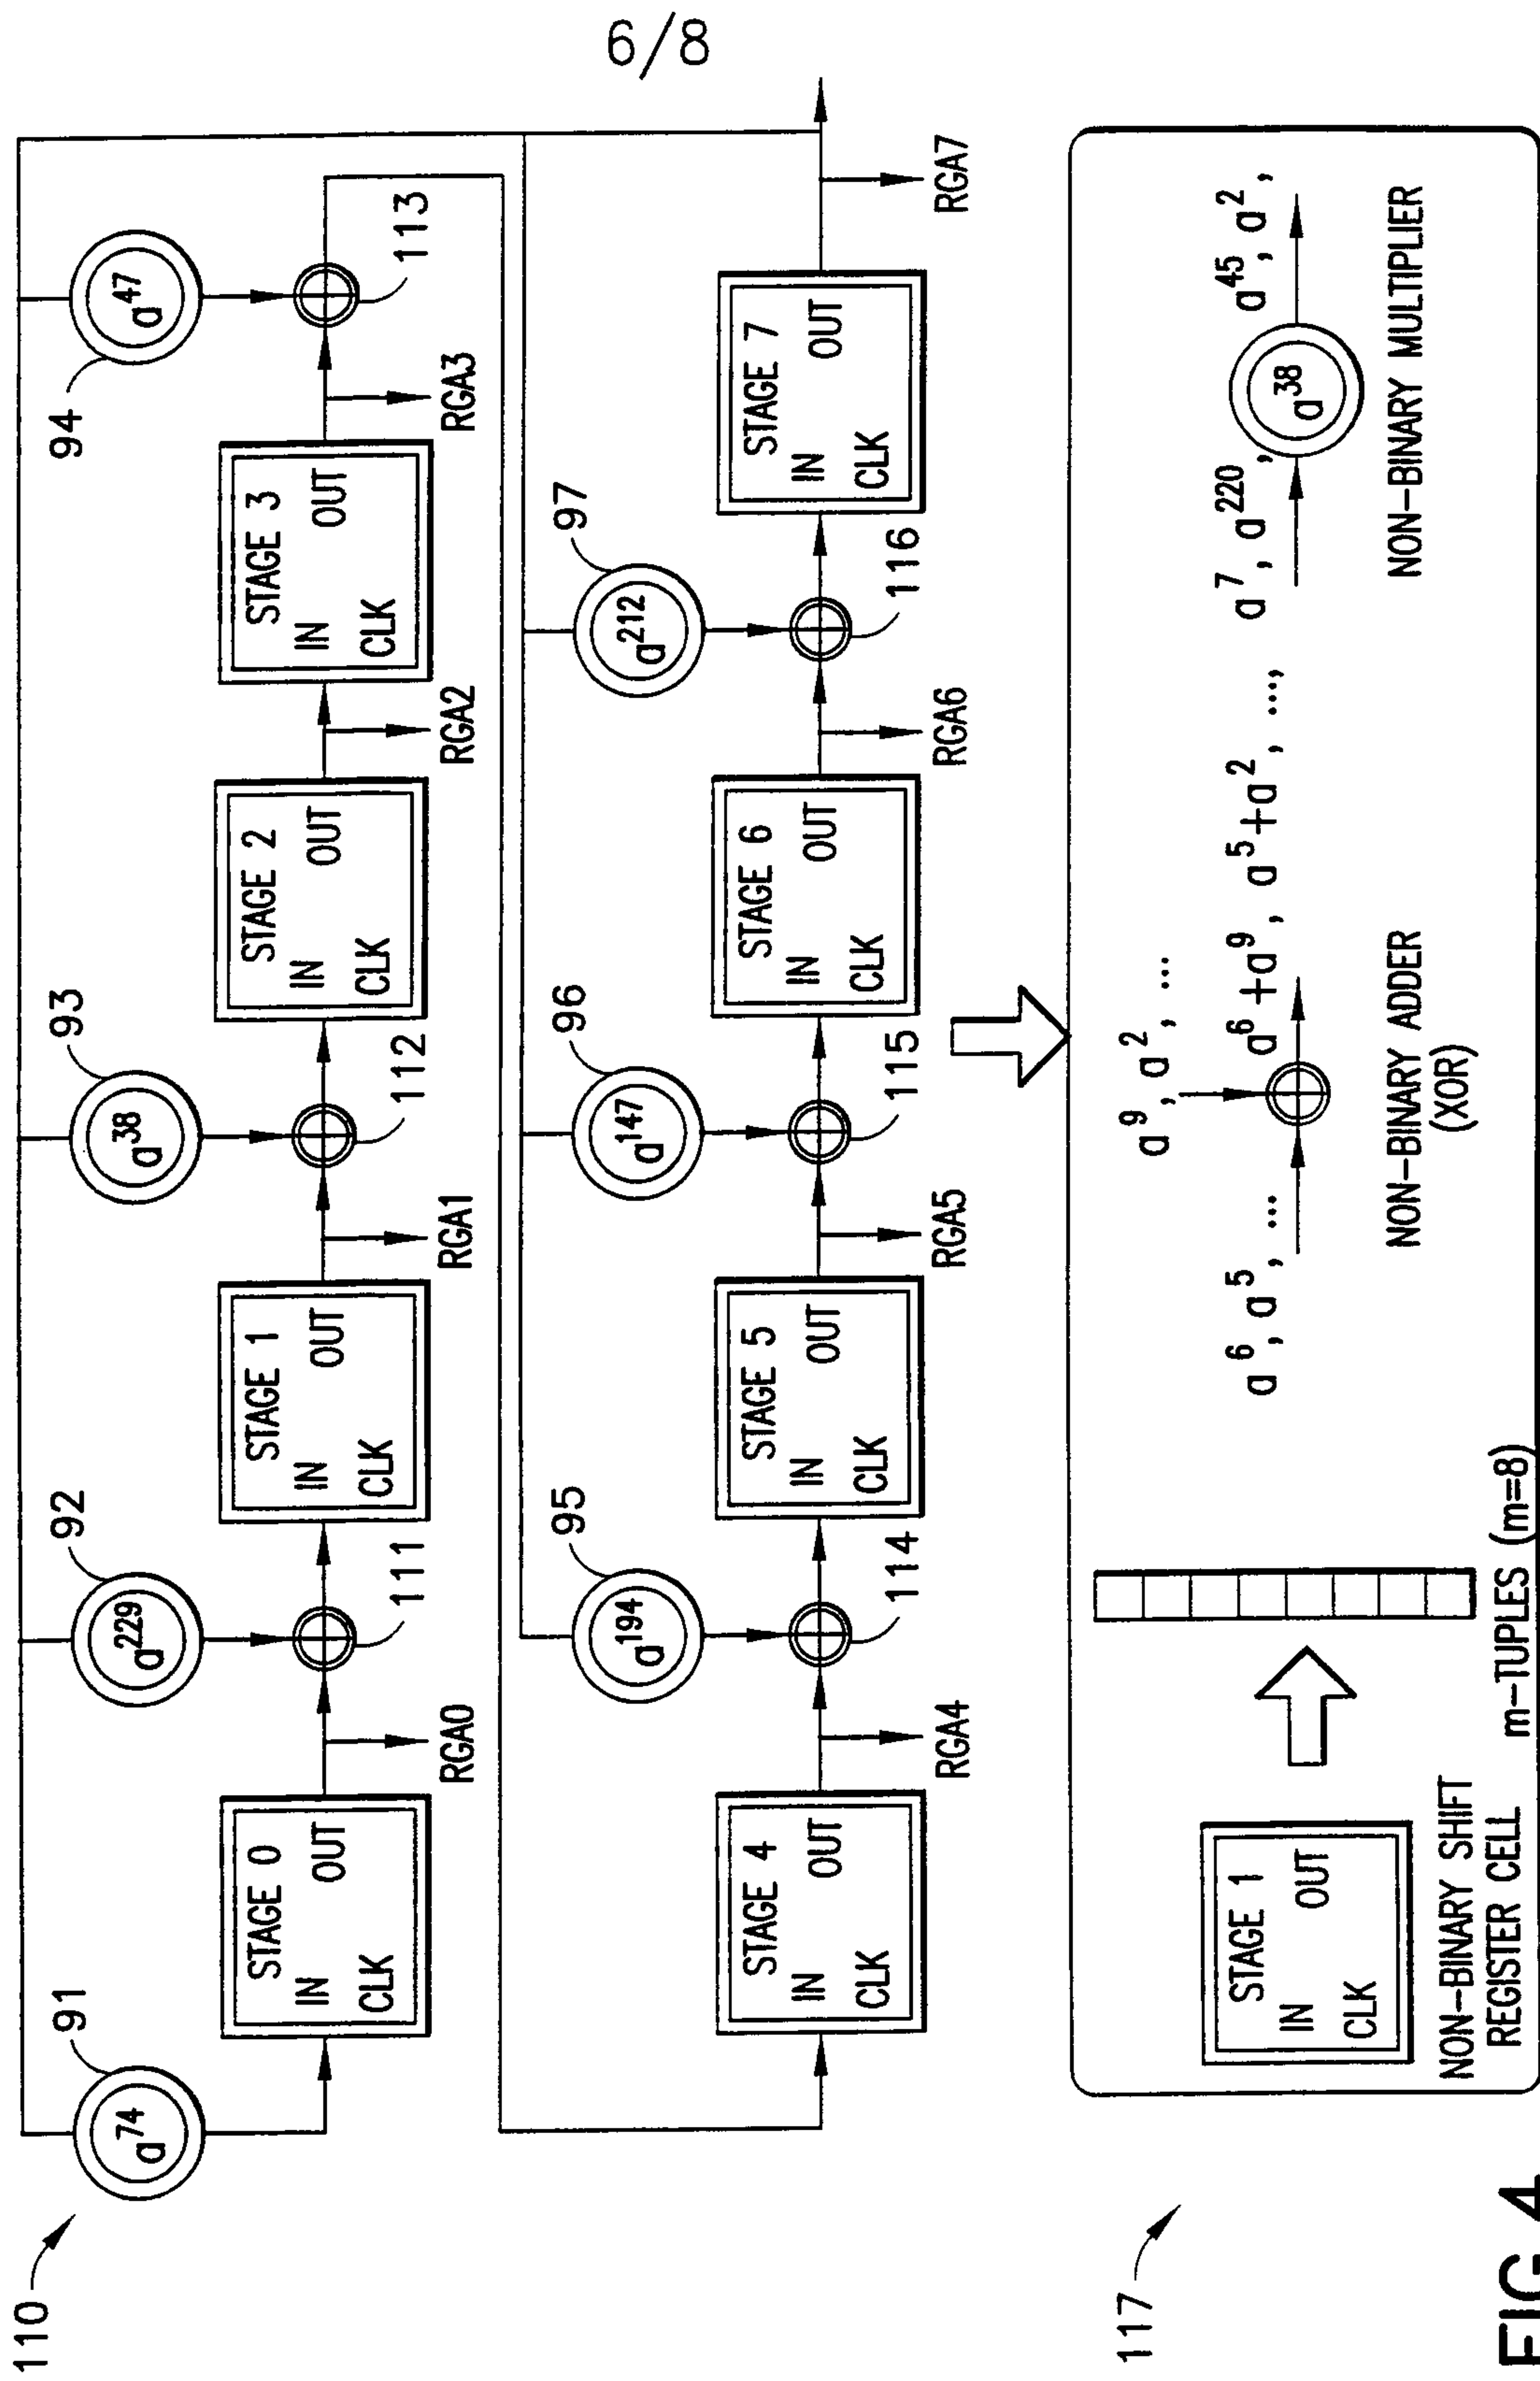 6/8
110
91
92
93
94
a^74
a^229
a^38
a^47
STAGE 0
IN OUT
CLK
STAGE 1
IN OUT
CLK
STAGE 2
IN OUT
CLK
STAGE 3
IN OUT
CLK
111
112
113
RGA0
RGA1
RGA2
RGA3
95
96
97
a^194
a^147
a^212
STAGE 4
IN OUT
CLK
STAGE 5
IN OUT
CLK
STAGE 6
IN OUT
CLK
STAGE 7
IN OUT
CLK
114
115
116
RGA4
RGA5
RGA6
RGA7
117
STAGE 1
IN OUT
CLK
NON-BINARY SHIFT
REGISTER CELL
m-TUPLES (m=8)
a^9, a^2, ...
a^6, a^5, ...
a^6+a^9, a^5+a^2, ...,
NON-BINARY ADDER
(XOR)
a^7, a^220,
a^38
a^45, a^2,
NON-BINARY MULTIPLIER
FIG.4